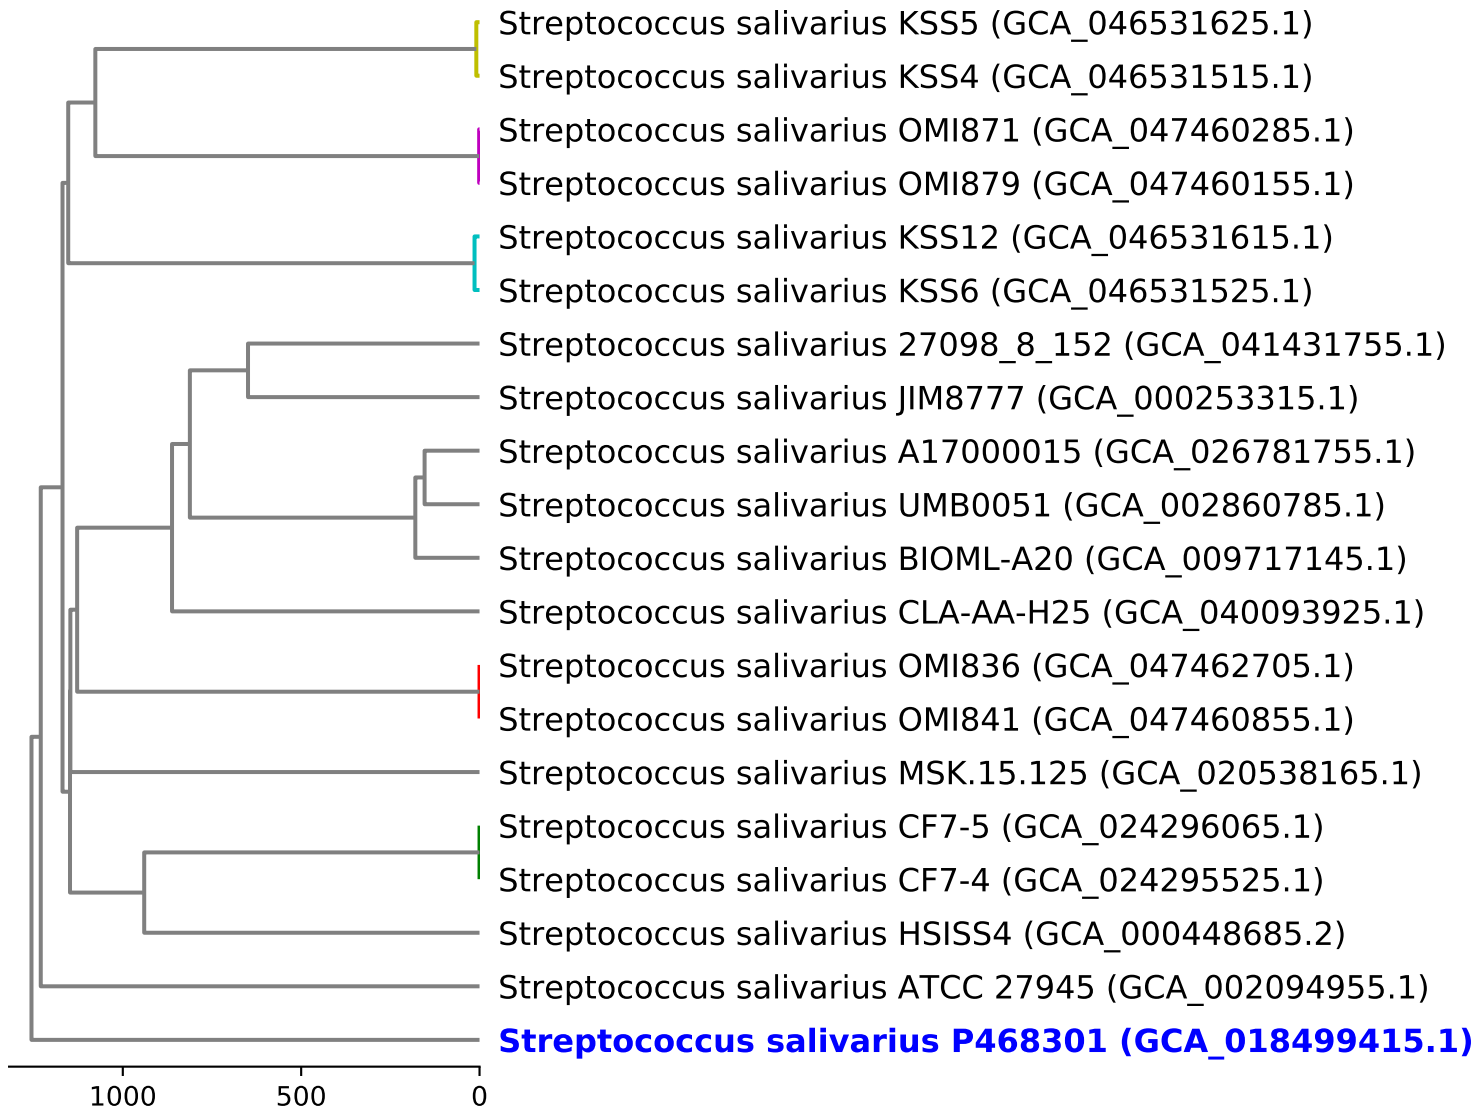 Streptococcus salivarius KSS5 (GCA_046531625.1)
Streptococcus salivarius KSS4 (GCA_046531515.1)
Streptococcus salivarius OMI871 (GCA_047460285.1)
Streptococcus salivarius OMI879 (GCA_047460155.1)
Streptococcus salivarius KSS12 (GCA_046531615.1)
Streptococcus salivarius KSS6 (GCA_046531525.1)
Streptococcus salivarius 27098_8_152 (GCA_041431755.1)
Streptococcus salivarius JIM8777 (GCA_000253315.1)
Streptococcus salivarius A17000015 (GCA_026781755.1)
Streptococcus salivarius UMB0051 (GCA_002860785.1)
Streptococcus salivarius BIOML-A20 (GCA_009717145.1)
Streptococcus salivarius CLA-AA-H25 (GCA_040093925.1)
Streptococcus salivarius OMI836 (GCA_047462705.1)
Streptococcus salivarius OMI841 (GCA_047460855.1)
Streptococcus salivarius MSK.15.125 (GCA_020538165.1)
Streptococcus salivarius CF7-5 (GCA_024296065.1)
Streptococcus salivarius CF7-4 (GCA_024295525.1)
Streptococcus salivarius HSISS4 (GCA_000448685.2)
Streptococcus salivarius ATCC 27945 (GCA_002094955.1)
Streptococcus salivarius P468301 (GCA_018499415.1)
1000 500 0